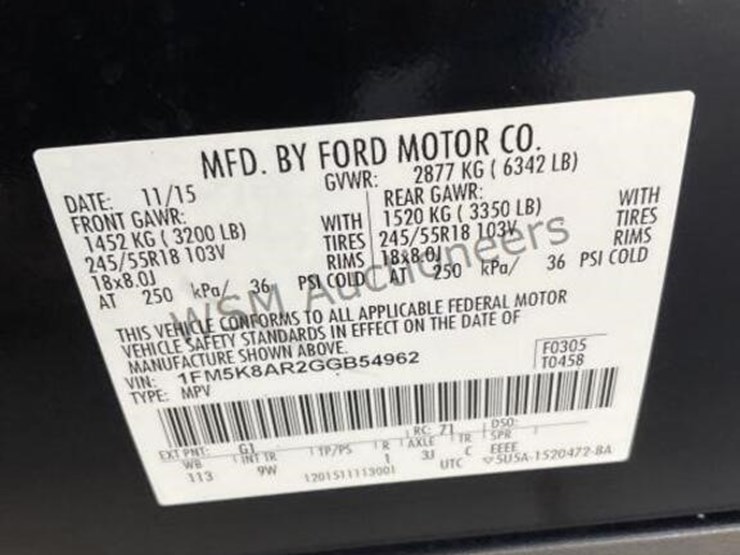 MFD. BY FORD MOTOR CO.
DATE: 11/15 GVWR: 2877 KG ( 6342 LB)
FRONT GAWR: REAR GAWR:
1452 KG ( 3200 LB) WITH 1520 KG ( 3350 LB) WITH
245/55R18 103V TIRES 245/55R18 103V TIRES
18x8.0J RIMS 18x8.0J RIMS
AT 250 kPa/ 36 PSI COLD AT 250 kPa/ 36 PSI COLD
WSM Auctioneers
THIS VEHICLE CONFORMS TO ALL APPLICABLE FEDERAL MOTOR
VEHICLE SAFETY STANDARDS IN EFFECT ON THE DATE OF
MANUFACTURE SHOWN ABOVE.
VIN: 1FM5K8AR2GGB54962 F0305
TYPE: MPV T0458
EXT PNT: G1 RC: 71 DSO:
WB INT TR TP/PS R AXLE TR SPR
113 9W 1 3J C EEEE
1201511113001 UTC 5U5A-1520472-BA